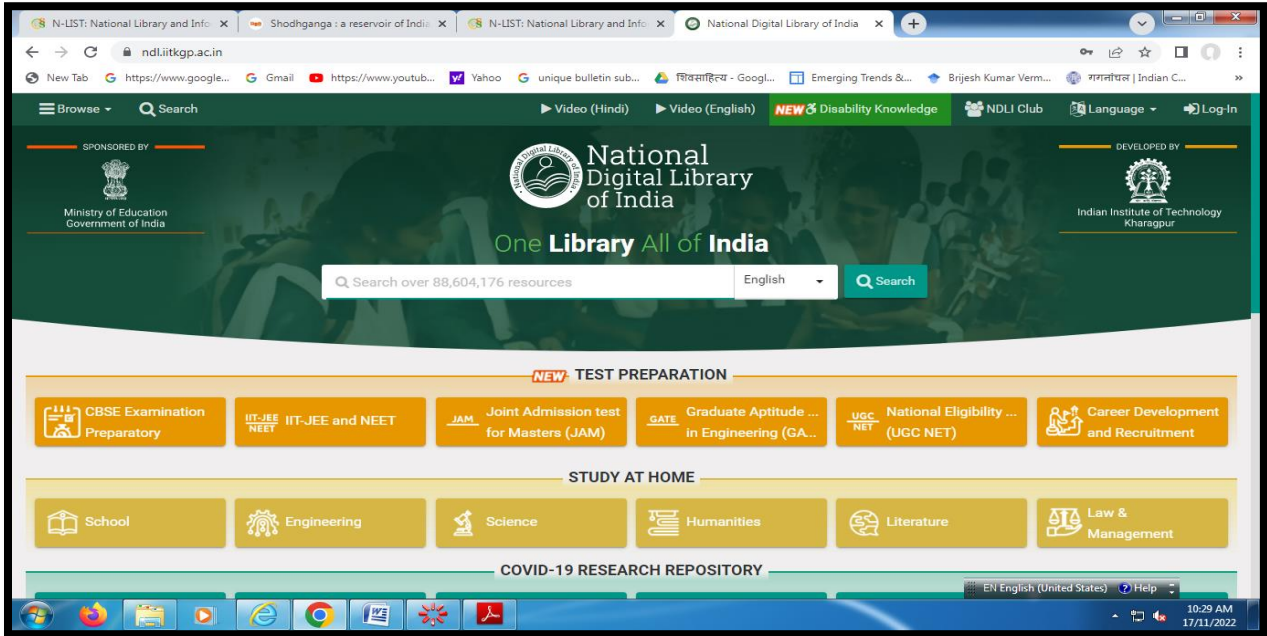 N-LIST: National Library and Info
Shodhganga : a reservoir of India
N-LIST: National Library and Info
National Digital Library of India
ndl.iitkgp.ac.in
New Tab
https://www.google...
Gmail
https://www.youtub...
Yahoo
unique bulletin sub...
शिवसाहित्य - Googl...
Emerging Trends &...
Brijesh Kumar Verm...
गगनांचल | Indian C...
Browse
Search
Video (Hindi)
Video (English)
NEW Disability Knowledge
NDLI Club
Language
Log-In
SPONSORED BY
Ministry of Education
Government of India
National Digital Library of India
National
Digital Library
of India
DEVELOPED BY
Indian Institute of Technology
Kharagpur
One Library All of India
Search over 88,604,176 resources
English
Search
NEW TEST PREPARATION
CBSE Examination
Preparatory
IIT-JEE
NEET
IIT-JEE and NEET
JAM
Joint Admission test
for Masters (JAM)
GATE
Graduate Aptitude ...
in Engineering (GA...
UGC
NET
National Eligibility ...
(UGC NET)
Career Development
and Recruitment
STUDY AT HOME
School
Engineering
Science
Humanities
Literature
Law &
Management
COVID-19 RESEARCH REPOSITORY
EN English (United States)
Help
10:29 AM
17/11/2022